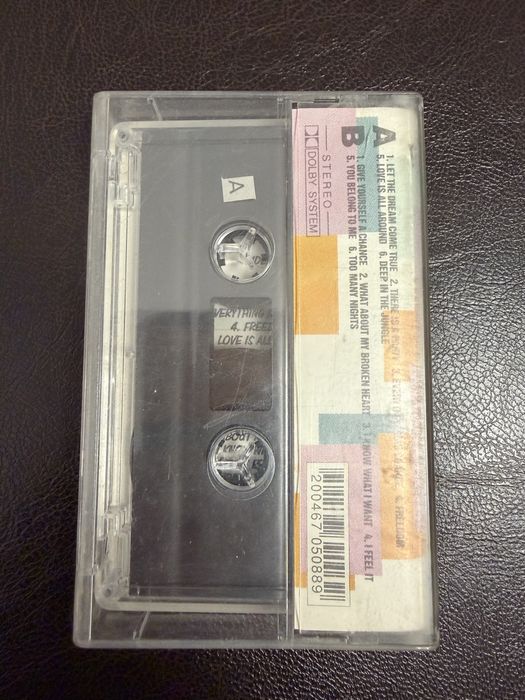 A 1. LET THE DREAM COME TRUE 2. THERE IS A PARTY 3. 4. FREEDOM
5. LOVE IS ALL AROUND 6. DEEP IN THE JUNGLE
B 1. GIVE YOURSELF A CHANCE 2. WHAT ABOUT MY BROKEN HEART 3. I KNOW WHAT I WANT 4. I FEEL IT
5. YOU BELONG TO ME 6. TOO MANY NIGHTS
STEREO
DOLBY SYSTEM
200467 050889
A
VERYTHING
4. FREE
LOVE IS ALL